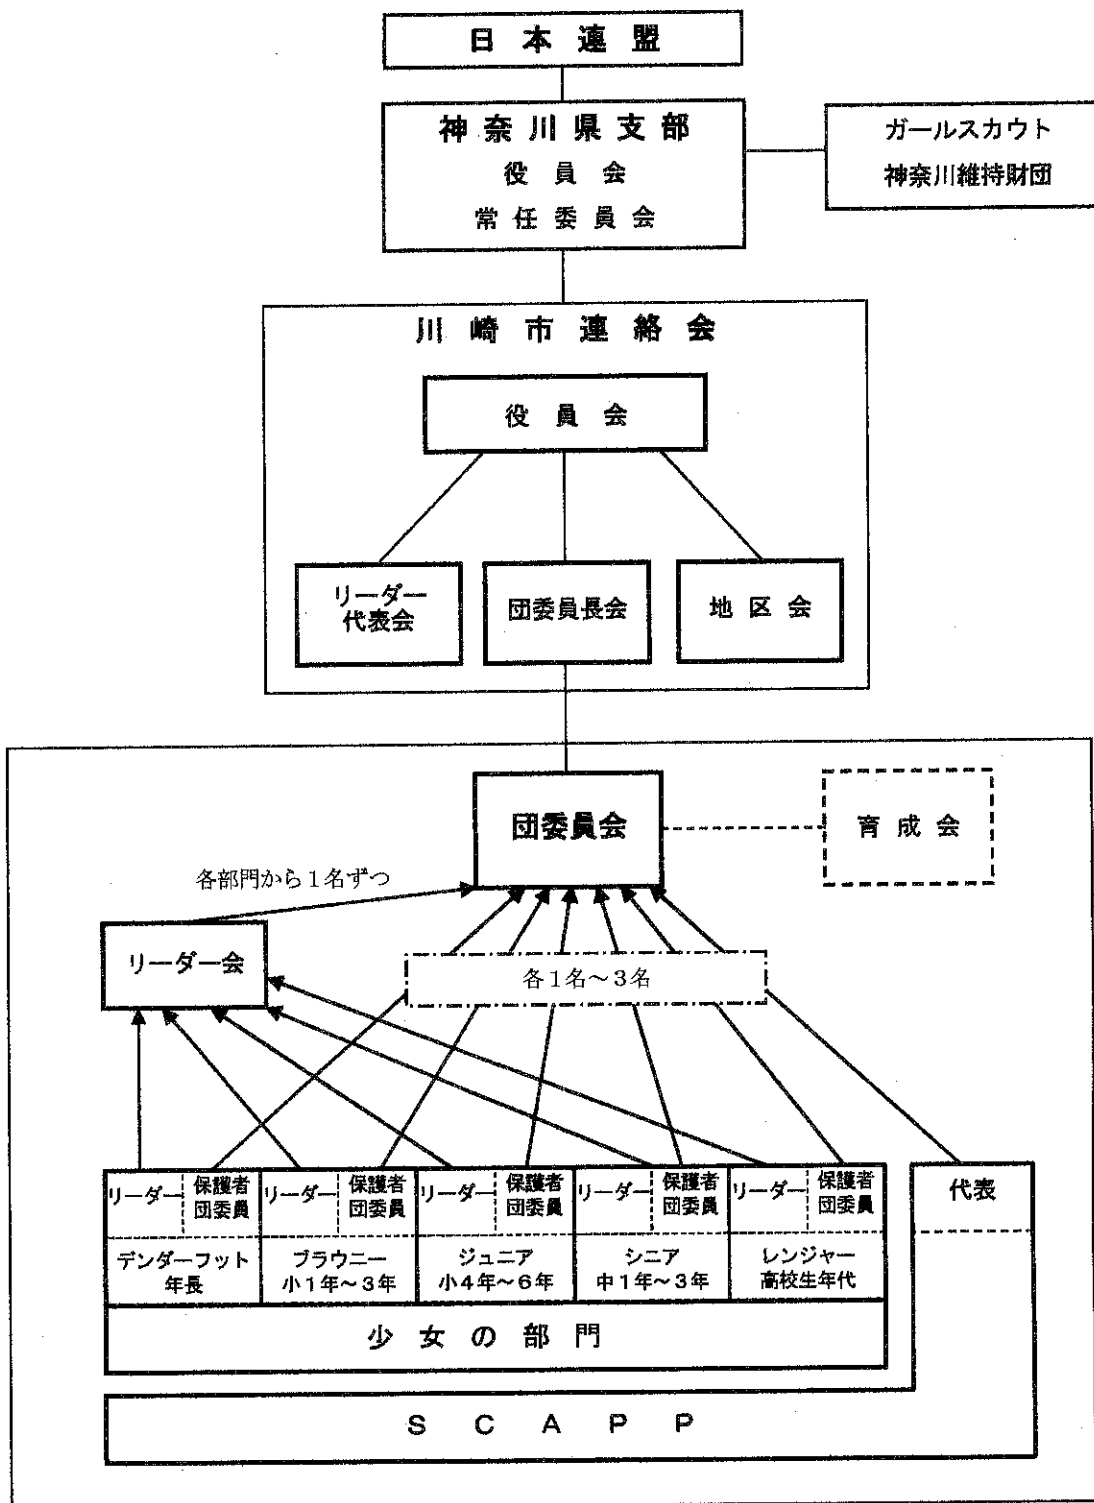 日本連盟
神奈川県支部
役員会
常任委員会
ガールスカウト
神奈川維持財団
川崎市連絡会
役員会
リーダー
代表会
団委員長会
地区会
団委員会
育成会
各部門から1名ずつ
リーダー会
各1名～3名
リーダー
保護者
団委員
リーダー
保護者
団委員
リーダー
保護者
団委員
リーダー
保護者
団委員
リーダー
保護者
団委員
代表
デンダーフット
年長
ブラウニー
小1年～3年
ジュニア
小4年～6年
シニア
中1年～3年
レンジャー
高校生年代
少女の部門
SCAPP